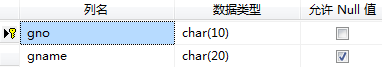 列名 数据类型 允许 Null 值
gno char(10)
gname char(20)